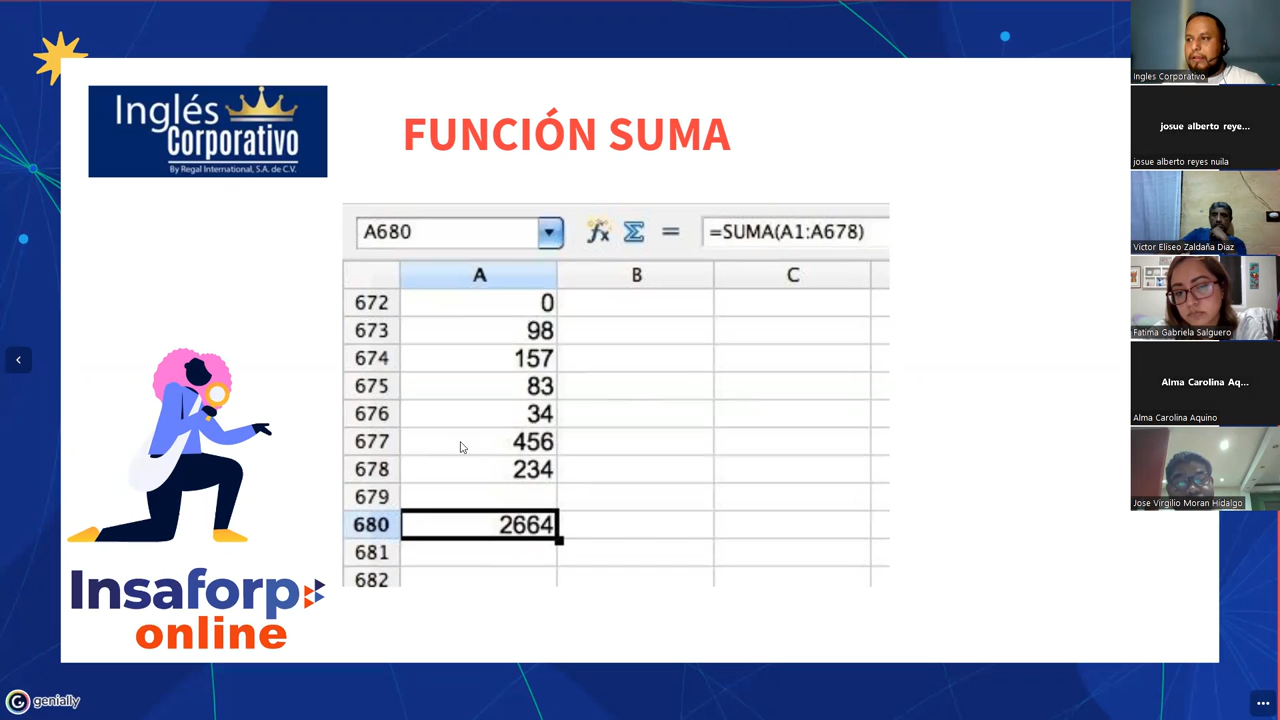 Inglés
Corporativo
By Regal International, S.A. de C.V.
FUNCIÓN SUMA
A680
fx Σ =
=SUMA(A1:A678)
A B C
672 0
673 98
674 157
675 83
676 34
677 456
678 234
679
680 2664
681
682
Insaforp
online
genially
Ingles Corporativo
josue alberto reye...
josue alberto reyes nuila
Victor Eliseo Zaldaña Diaz
Fatima Gabriela Salguero
Alma Carolina Aq...
Alma Carolina Aquino
Jose Virgilio Moran Hidalgo